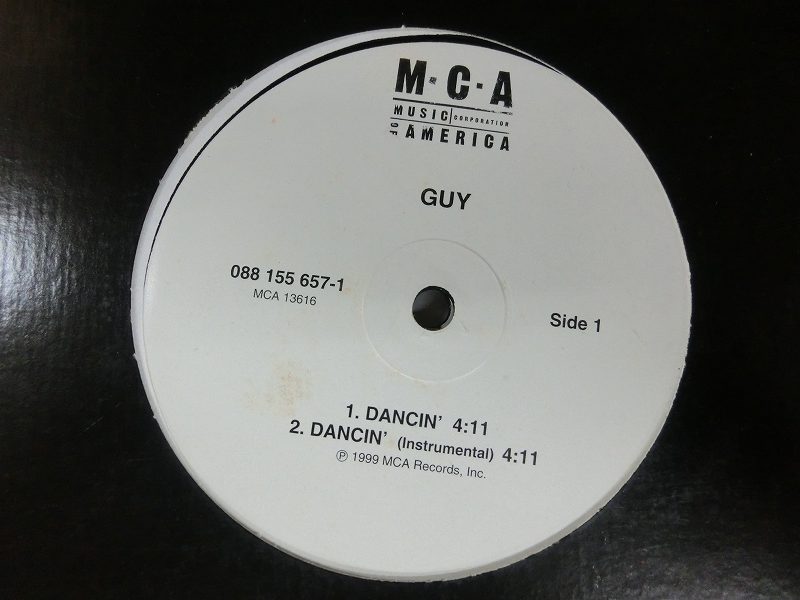 M·C·A
MUSIC CORPORATION
OF AMERICA
GUY
088 155 657-1
MCA 13616
Side 1
1. DANCIN' 4:11
2. DANCIN' (Instrumental) 4:11
℗ 1999 MCA Records, Inc.